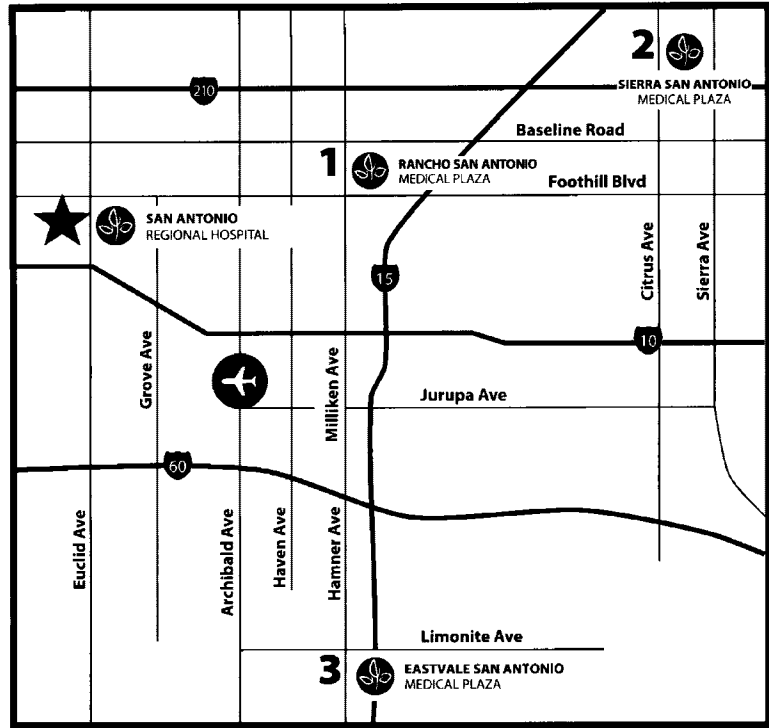 2
210
SIERRA SAN ANTONIO
MEDICAL PLAZA
Baseline Road
1
RANCHO SAN ANTONIO
MEDICAL PLAZA
Foothill Blvd
SAN ANTONIO
REGIONAL HOSPITAL
Citrus Ave
Sierra Ave
15
10
Grove Ave
Milliken Ave
Jurupa Ave
60
Euclid Ave
Archibald Ave
Haven Ave
Hamner Ave
Limonite Ave
3
EASTVALE SAN ANTONIO
MEDICAL PLAZA